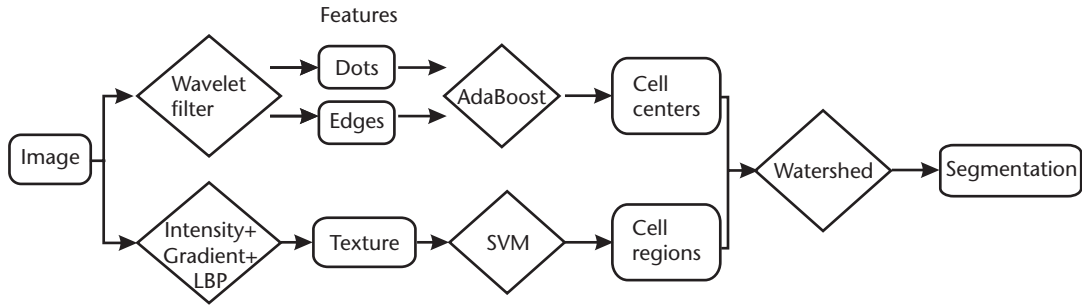 Features
Image
Wavelet
filter
Dots
Edges
AdaBoost
Cell
centers
Intensity+
Gradient+
LBP
Texture
SVM
Cell
regions
Watershed
Segmentation